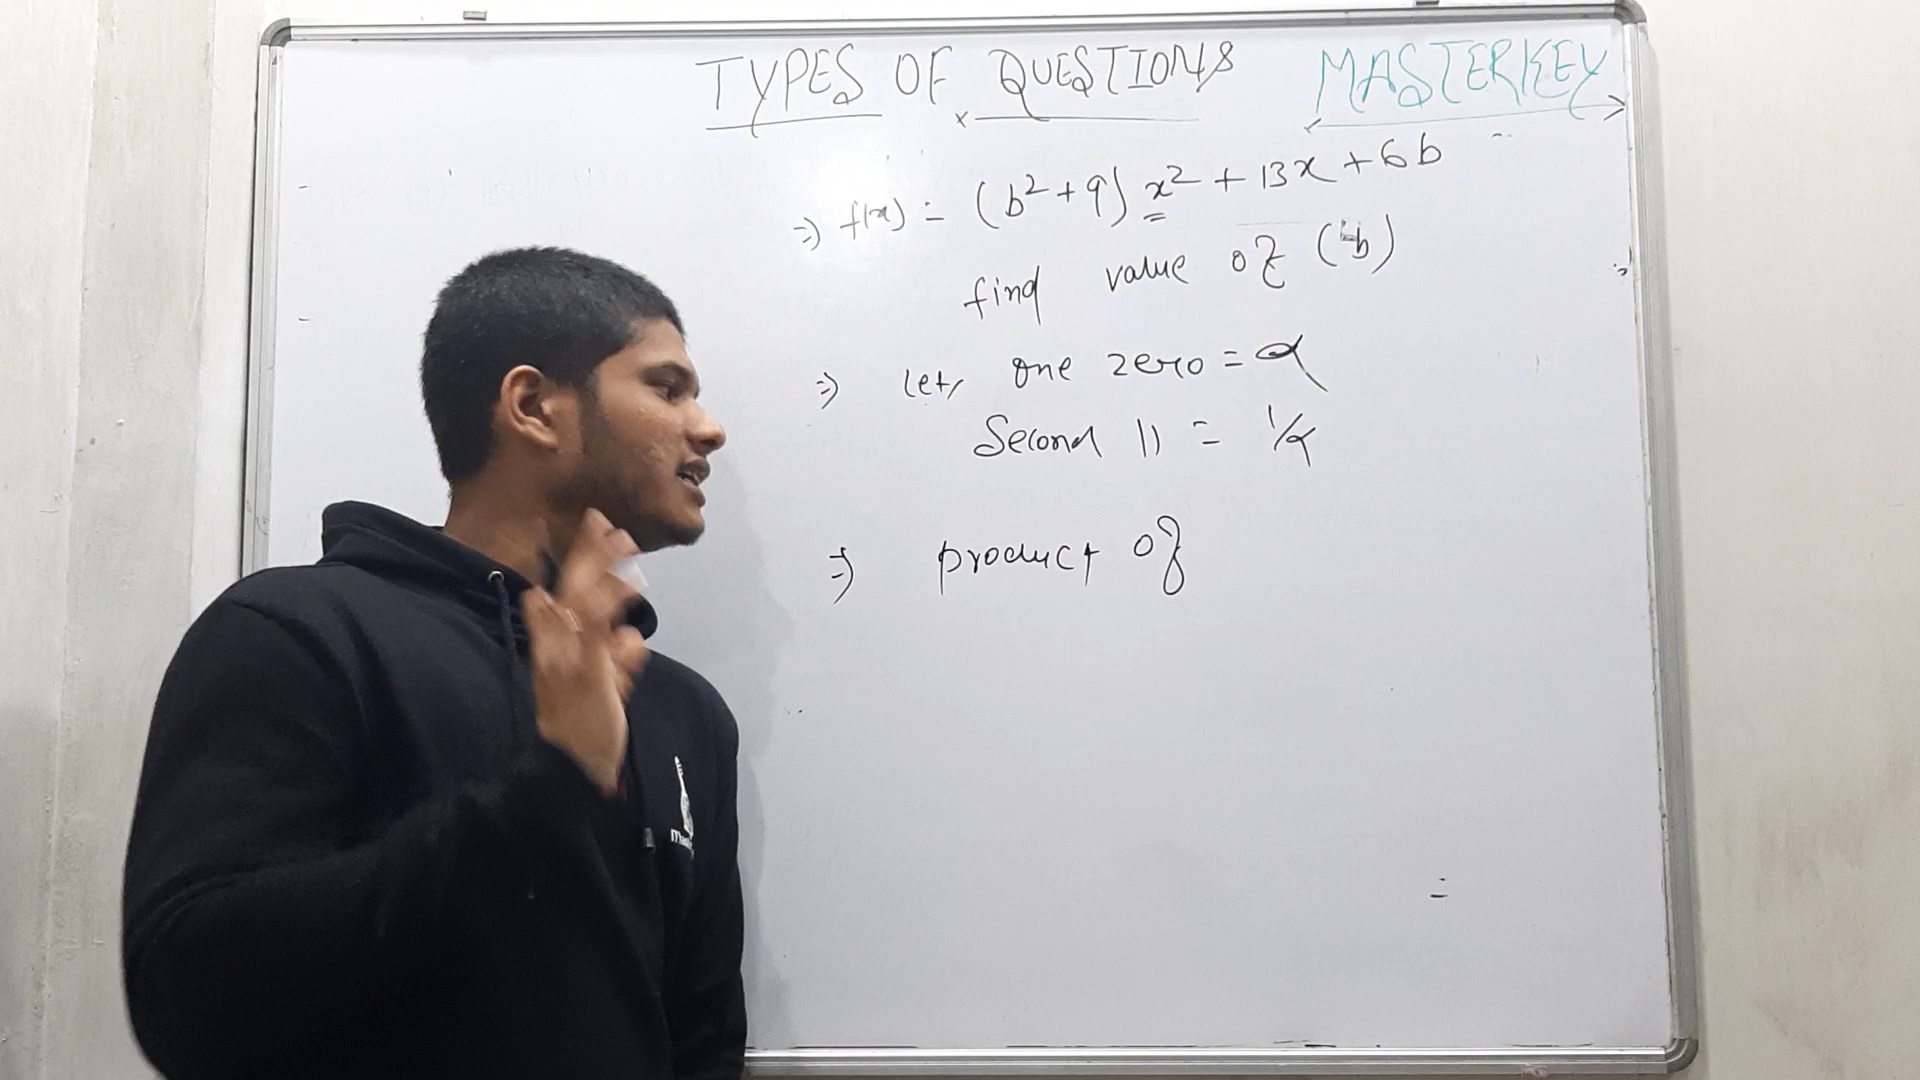 TYPES OF QUESTIONS MASTERKEY
⇒ f(x) = (b²+9) x² + 13x + 6b
find value of (b)
⇒ let, one zero = α
Second 11 = 1/α
⇒ product of